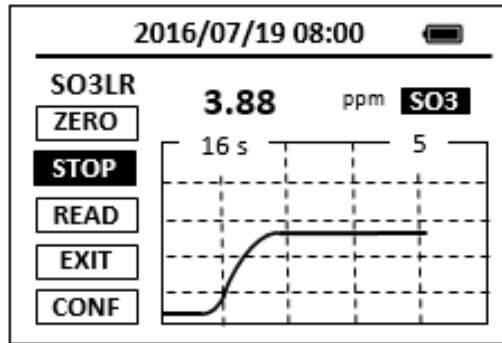 2016/07/19 08:00
SO3LR
3.88 ppm SO3
ZERO
16 s 5
STOP
READ
EXIT
CONF